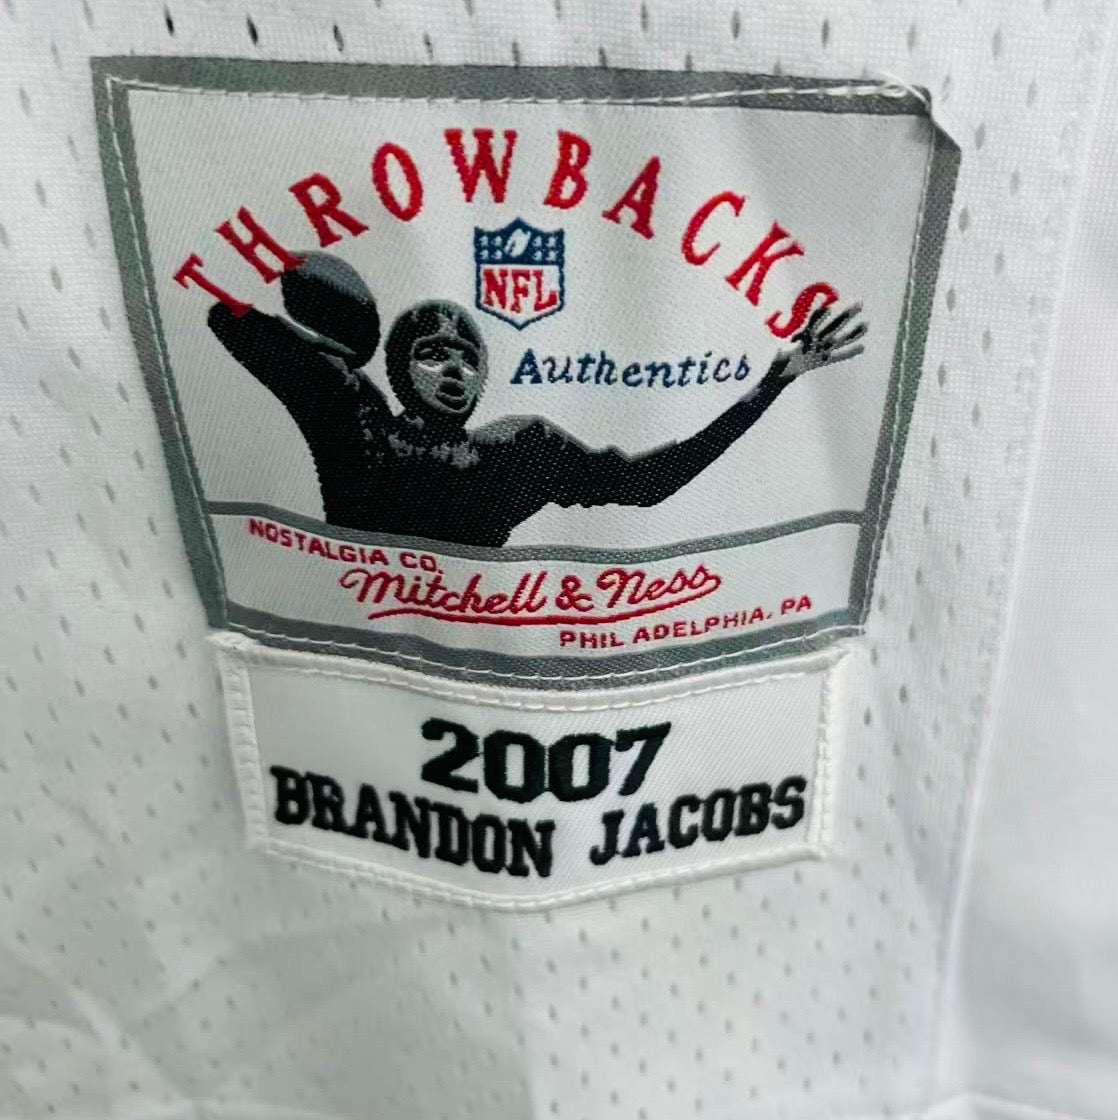 THROWBACKS
NFL
Authentics
NOSTALGIA CO.
Mitchell & Ness
PHILADELPHIA, PA
2007
BRANDON JACOBS